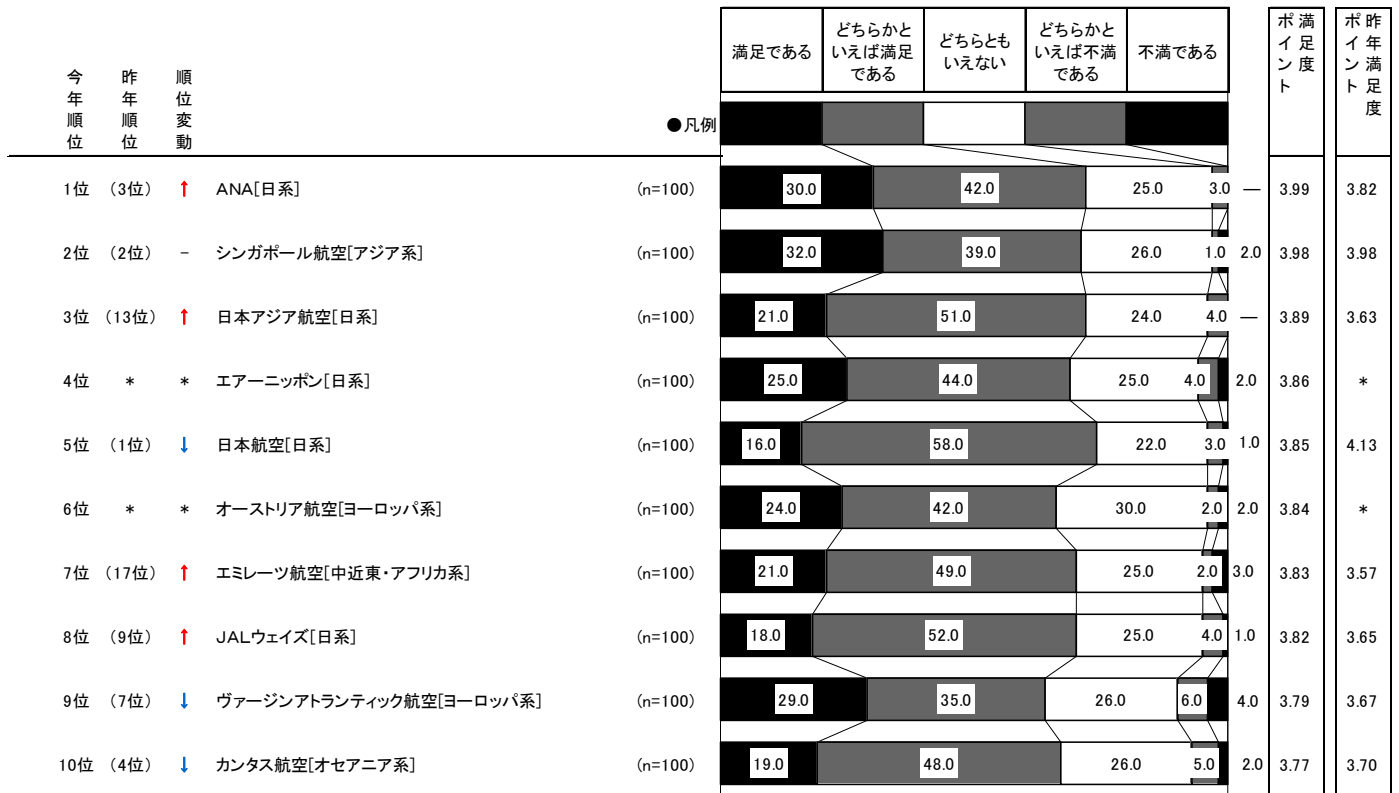 満足である どちらかといえば満足である どちらともいえない どちらかといえば不満である 不満である 満足度ポイント 昨年満足度ポイント
今年順位 昨年順位 順位変動
●凡例
1位 (3位) ↑ ANA[日系] (n=100) 30.0 42.0 25.0 3.0 ― 3.99 3.82
2位 (2位) − シンガポール航空[アジア系] (n=100) 32.0 39.0 26.0 1.0 2.0 3.98 3.98
3位 (13位) ↑ 日本アジア航空[日系] (n=100) 21.0 51.0 24.0 4.0 ― 3.89 3.63
4位 * * エアーニッポン[日系] (n=100) 25.0 44.0 25.0 4.0 2.0 3.86 *
5位 (1位) ↓ 日本航空[日系] (n=100) 16.0 58.0 22.0 3.0 1.0 3.85 4.13
6位 * * オーストリア航空[ヨーロッパ系] (n=100) 24.0 42.0 30.0 2.0 2.0 3.84 *
7位 (17位) ↑ エミレーツ航空[中近東・アフリカ系] (n=100) 21.0 49.0 25.0 2.0 3.0 3.83 3.57
8位 (9位) ↑ JALウェイズ[日系] (n=100) 18.0 52.0 25.0 4.0 1.0 3.82 3.65
9位 (7位) ↓ ヴァージンアトランティック航空[ヨーロッパ系] (n=100) 29.0 35.0 26.0 6.0 4.0 3.79 3.67
10位 (4位) ↓ カンタス航空[オセアニア系] (n=100) 19.0 48.0 26.0 5.0 2.0 3.77 3.70